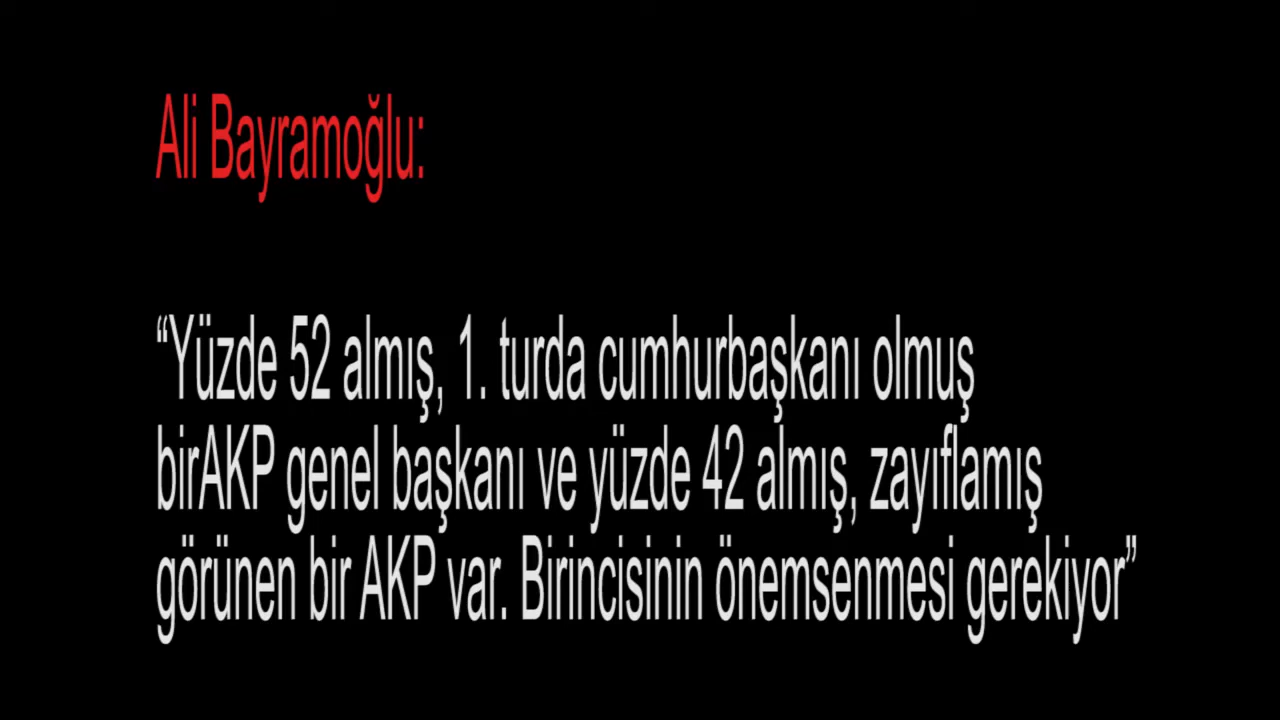 Ali Bayramoğlu:
“Yüzde 52 almış, 1. turda cumhurbaşkanı olmuş
birAKP genel başkanı ve yüzde 42 almış, zayıflamış
görünen bir AKP var. Birincisinin önemsenmesi gerekiyor”